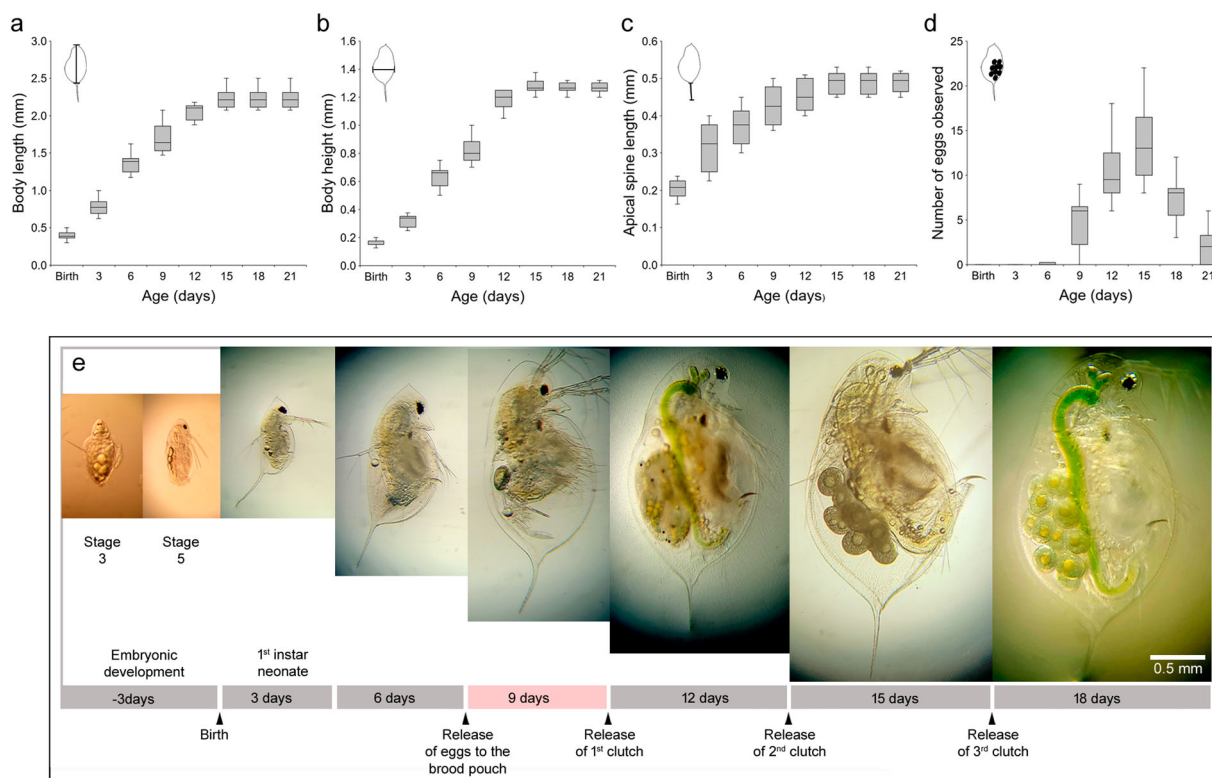 a
3.0
2.5
2.0
1.5
1.0
0.5
0.0
Body length (mm)
Birth 3 6 9 12 15 18 21
Age (days)
b
1.6
1.4
1.2
1.0
0.8
0.6
0.4
0.2
0.0
Body height (mm)
Birth 3 6 9 12 15 18 21
Age (days)
c
0.6
0.5
0.4
0.3
0.2
0.1
0.0
Apical spine length (mm)
Birth 3 6 9 12 15 18 21
Age (days)
d
25
20
15
10
5
0
Number of eggs observed
Birth 3 6 9 12 15 18 21
Age (days)
e
Stage
3
Stage
5
Embryonic
development
1st instar
neonate
0.5 mm
-3days 3 days 6 days 9 days 12 days 15 days 18 days
Birth
Release
of eggs to the
brood pouch
Release
of 1st clutch
Release
of 2nd clutch
Release
of 3rd clutch